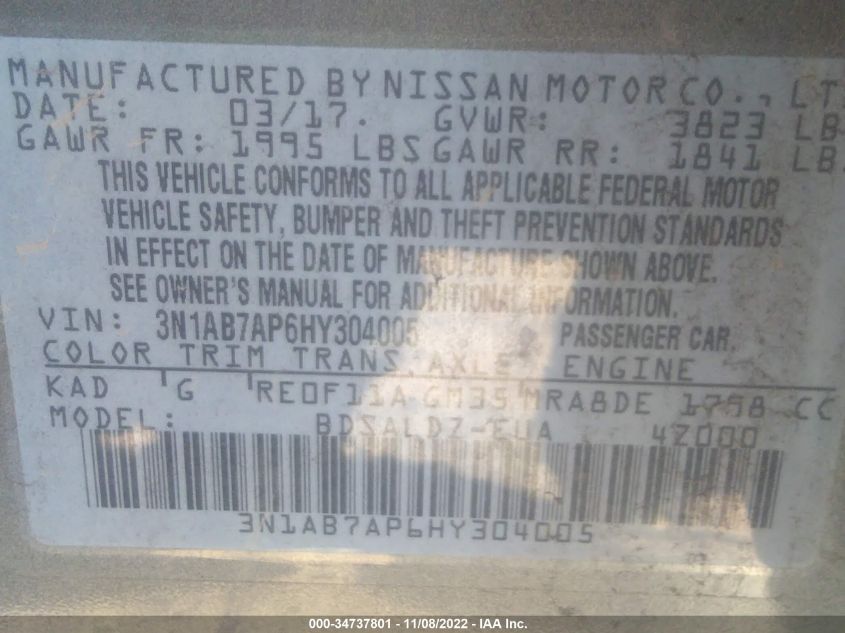 MANUFACTURED BY NISSAN MOTOR CO., LT
DATE: 03/17. GVWR: 3823 LB
GAWR FR: 1995 LBS GAWR RR: 1841 LB
THIS VEHICLE CONFORMS TO ALL APPLICABLE FEDERAL MOTOR
VEHICLE SAFETY, BUMPER AND THEFT PREVENTION STANDARDS
IN EFFECT ON THE DATE OF MANUFACTURE SHOWN ABOVE.
SEE OWNER'S MANUAL FOR ADDITIONAL INFORMATION.
VIN: 3N1AB7AP6HY304005 PASSENGER CAR.
COLOR TRIM TRANS. AXLE ENGINE
KAD G RE0F11A GM35 MRA8DE 1798 CC
MODEL: 47000
3N1AB7AP6HY304005
000-34737801 - 11/08/2022 - IAA Inc.